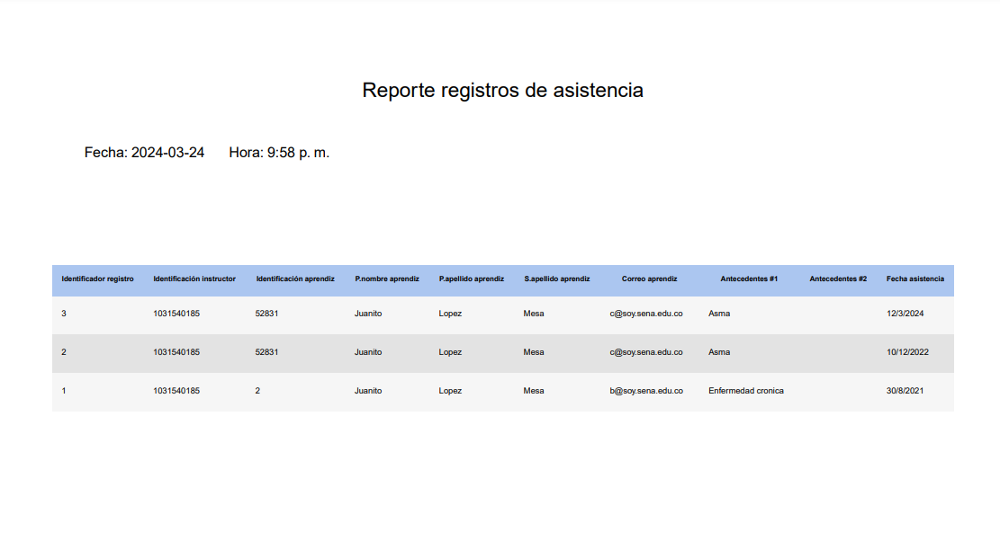 Reporte registros de asistencia
Fecha: 2024-03-24 Hora: 9:58 p. m.
Identificador registro Identificación instructor Identificación aprendiz P.nombre aprendiz P.apellido aprendiz S.apellido aprendiz Correo aprendiz Antecedentes #1 Antecedentes #2 Fecha asistencia
3 1031540185 52831 Juanito Lopez Mesa c@soy.sena.edu.co Asma 12/3/2024
2 1031540185 52831 Juanito Lopez Mesa c@soy.sena.edu.co Asma 10/12/2022
1 1031540185 2 Juanito Lopez Mesa b@soy.sena.edu.co Enfermedad cronica 30/8/2021